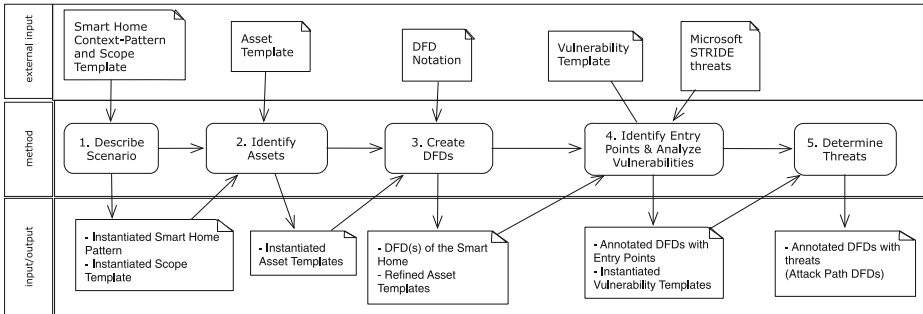 external input
Smart Home
Context-Pattern
and Scope
Template
Asset
Template
DFD
Notation
Vulnerability
Template
Microsoft
STRIDE
threats
method
1. Describe
Scenario
2. Identify
Assets
3. Create
DFDs
4. Identify Entry
Points & Analyze
Vulnerabilities
5. Determine
Threats
input/output
- Instantiated Smart Home
Pattern
- Instantiated Scope
Template
- Instantiated
Asset Templates
- DFD(s) of the Smart
Home
- Refined Asset
Templates
- Annotated DFDs with
Entry Points
- Instantiated
Vulnerability Templates
- Annotated DFDs with
threats
(Attack Path DFDs)